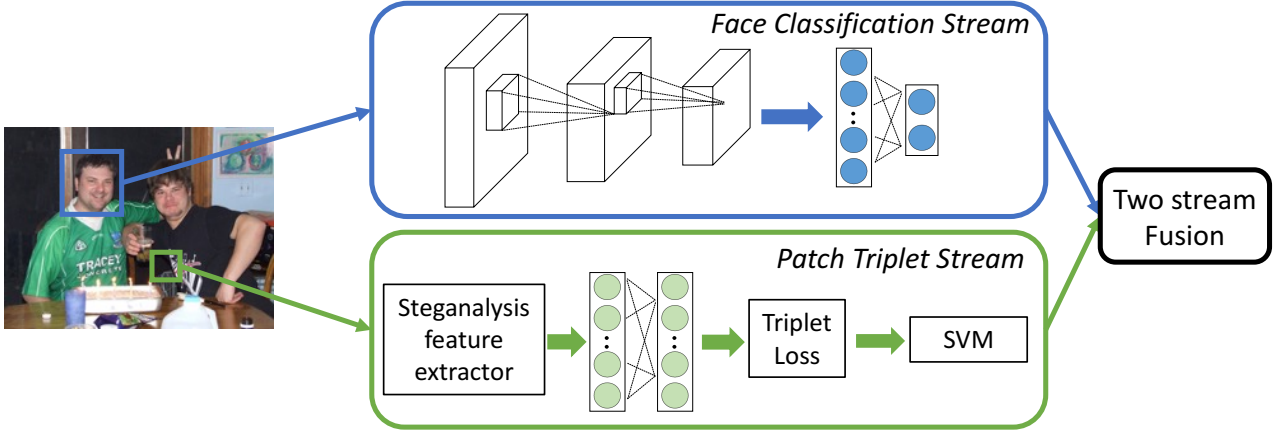 Face Classification Stream
TRACEY
Patch Triplet Stream
Steganalysis
feature
extractor
Triplet
Loss
SVM
Two stream
Fusion